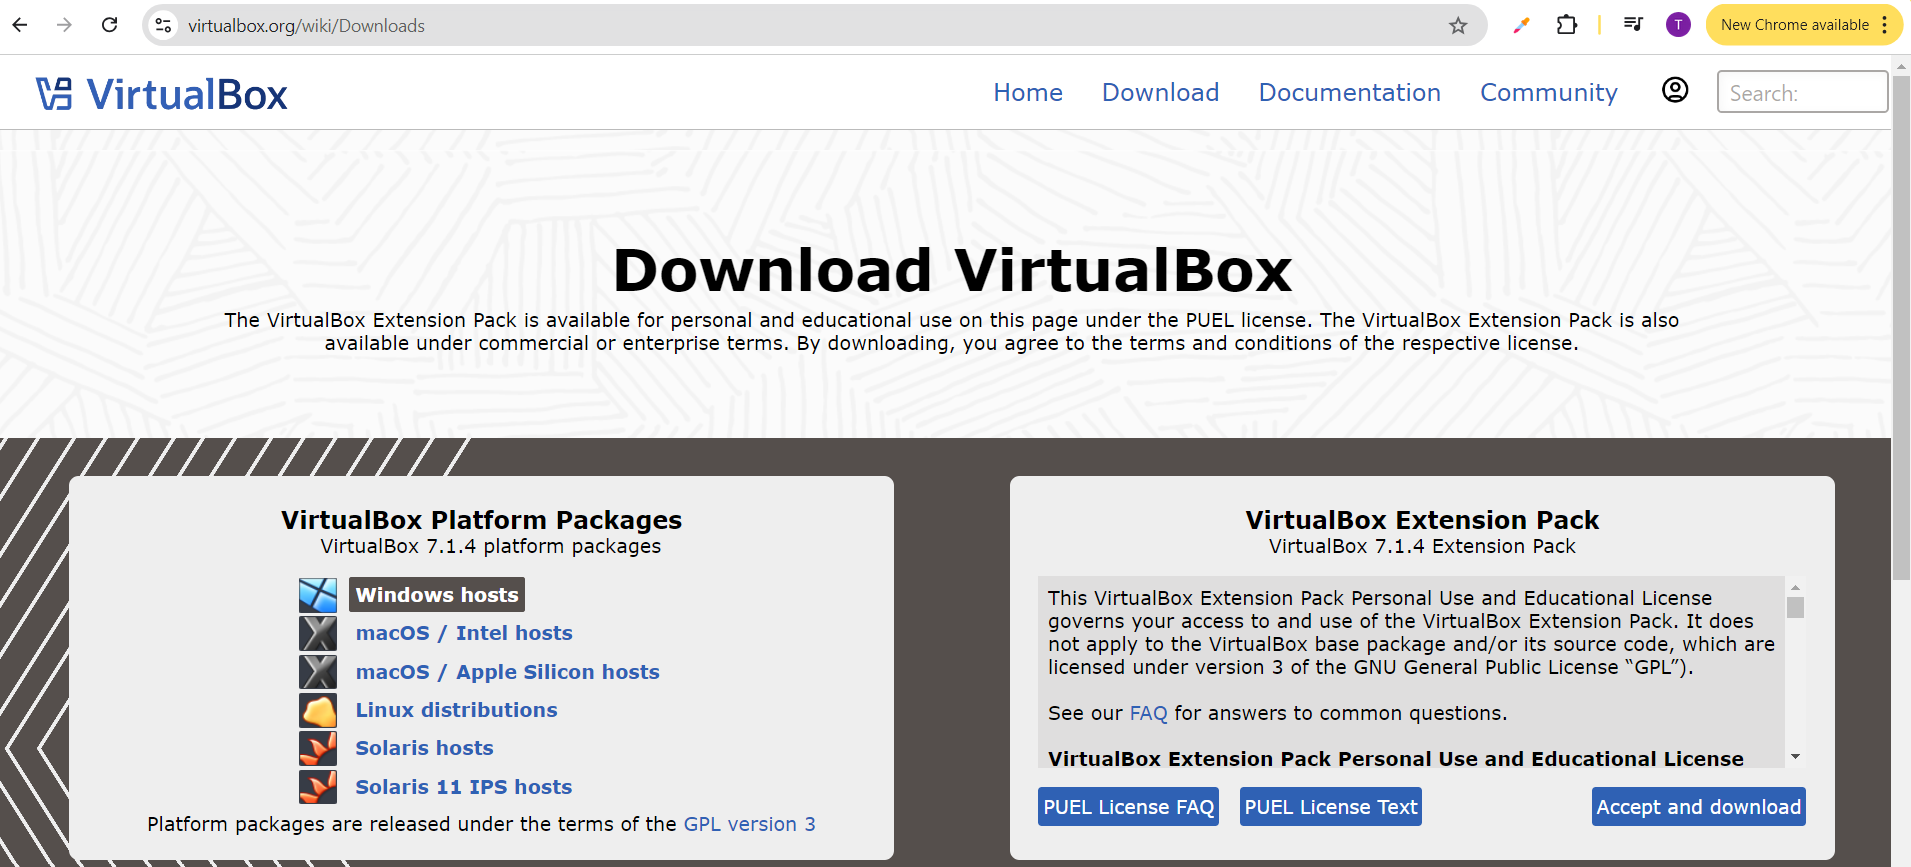 virtualbox.org/wiki/Downloads
T
New Chrome available
VirtualBox
Home
Download
Documentation
Community
Search:
Download VirtualBox
The VirtualBox Extension Pack is available for personal and educational use on this page under the PUEL license. The VirtualBox Extension Pack is also
available under commercial or enterprise terms. By downloading, you agree to the terms and conditions of the respective license.
VirtualBox Platform Packages
VirtualBox 7.1.4 platform packages
Windows hosts
macOS / Intel hosts
macOS / Apple Silicon hosts
Linux distributions
Solaris hosts
Solaris 11 IPS hosts
Platform packages are released under the terms of the GPL version 3
VirtualBox Extension Pack
VirtualBox 7.1.4 Extension Pack
This VirtualBox Extension Pack Personal Use and Educational License
governs your access to and use of the VirtualBox Extension Pack. It does
not apply to the VirtualBox base package and/or its source code, which are
licensed under version 3 of the GNU General Public License “GPL”).
See our FAQ for answers to common questions.
VirtualBox Extension Pack Personal Use and Educational License
PUEL License FAQ
PUEL License Text
Accept and download